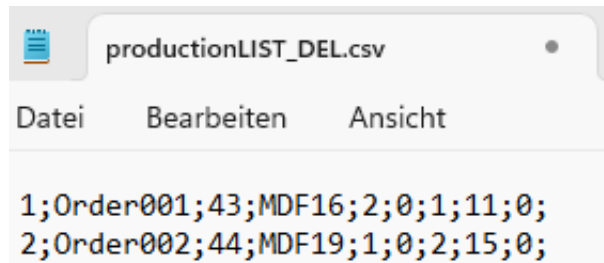 productionLIST_DEL.csv
Datei Bearbeiten Ansicht
1;Order001;43;MDF16;2;0;1;11;0;
2;Order002;44;MDF19;1;0;2;15;0;